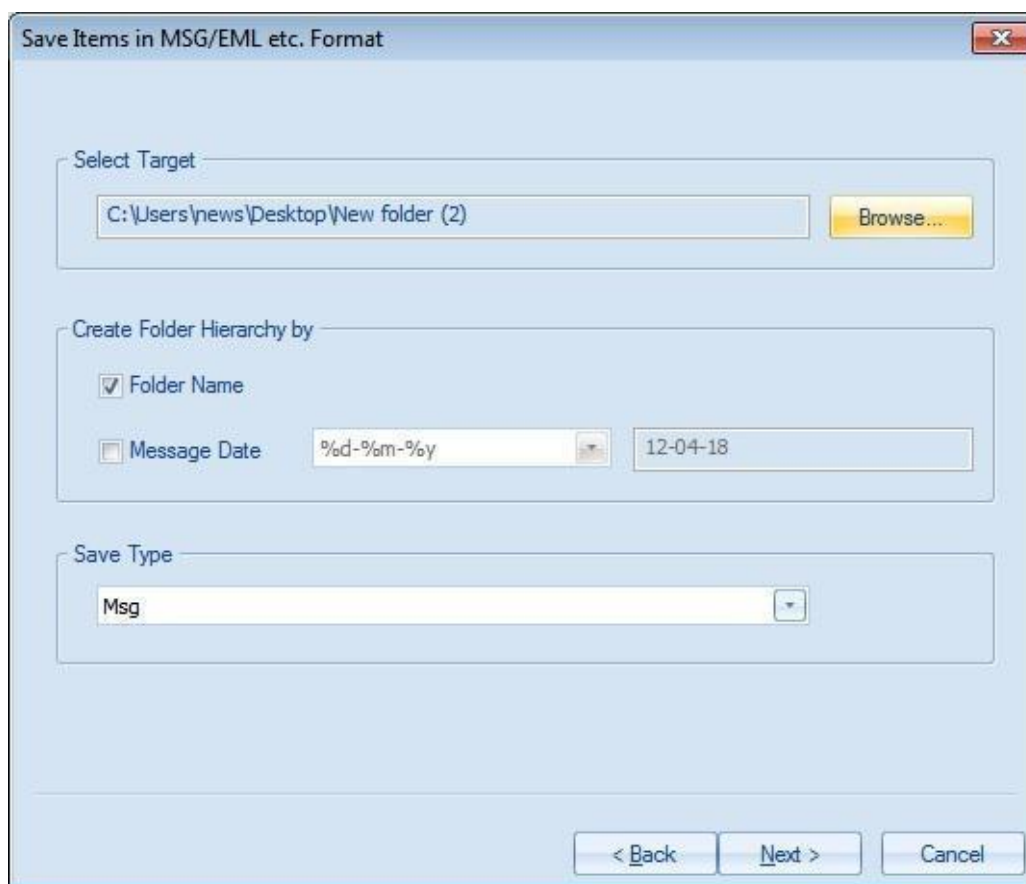 Save Items in MSG/EML etc. Format
Select Target
C:\Users\news\Desktop\New folder (2)
Browse...
Create Folder Hierarchy by
Folder Name
Message Date %d-%m-%y 12-04-18
Save Type
Msg
< Back Next > Cancel